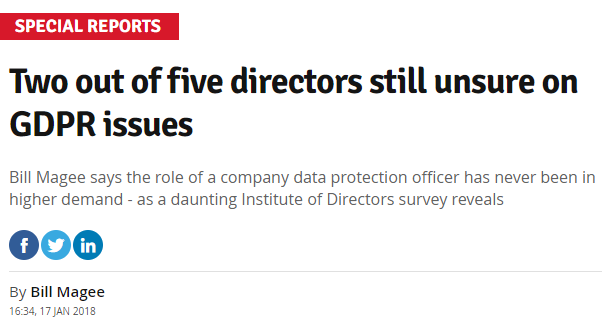 SPECIAL REPORTS
Two out of five directors still unsure on
GDPR issues
Bill Magee says the role of a company data protection officer has never been in
higher demand - as a daunting Institute of Directors survey reveals
f in
By Bill Magee
16:34, 17 JAN 2018